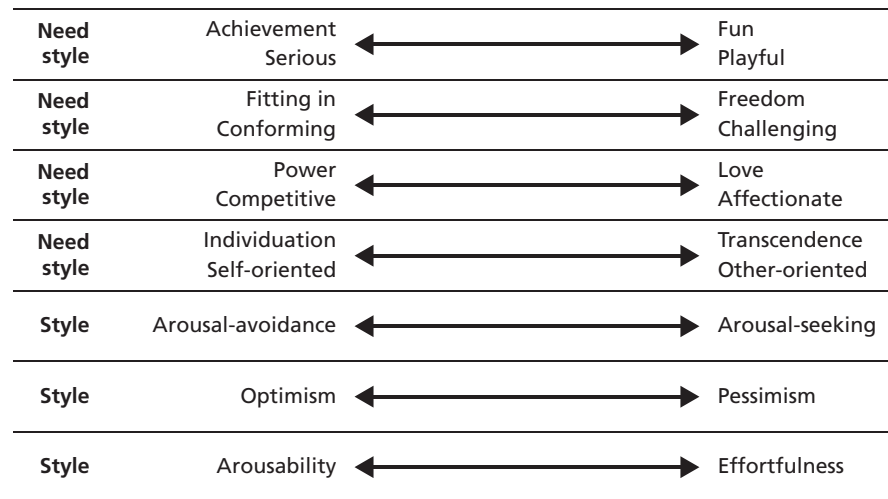 Need Achievement Fun
style Serious Playful
Need Fitting in Freedom
style Conforming Challenging
Need Power Love
style Competitive Affectionate
Need Individuation Transcendence
style Self-oriented Other-oriented
Style Arousal-avoidance Arousal-seeking
Style Optimism Pessimism
Style Arousability Effortfulness